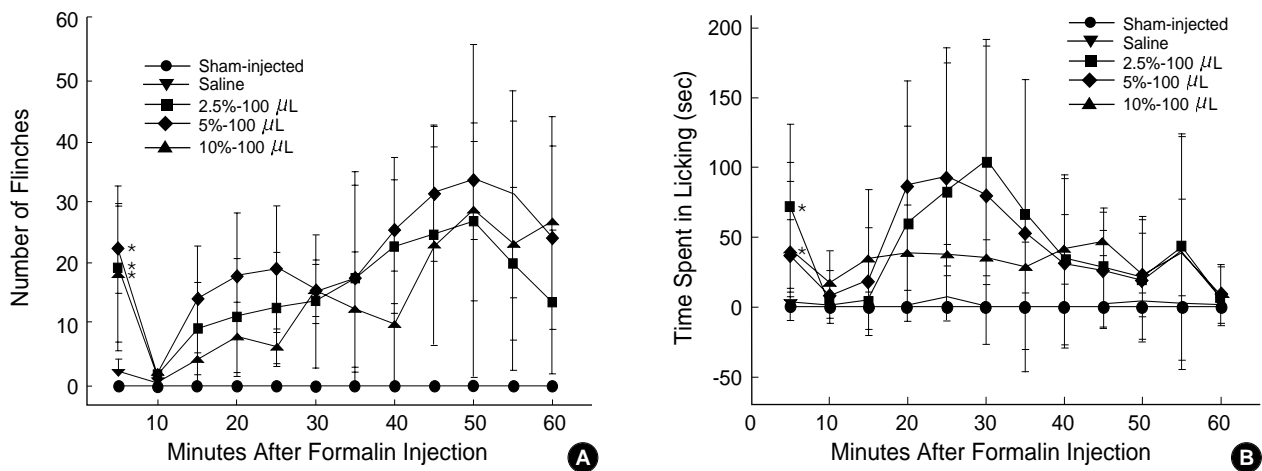 60
50
40
30
20
10
0
Number of Flinches
Sham-injected
Saline
2.5%-100 μL
5%-100 μL
10%-100 μL
*
*
*
10 20 30 40 50 60
Minutes After Formalin Injection
A
200
150
100
50
0
-50
Time Spent in Licking (sec)
Sham-injected
Saline
2.5%-100 μL
5%-100 μL
10%-100 μL
*
*
0 10 20 30 40 50 60
Minutes After Formalin Injection
B